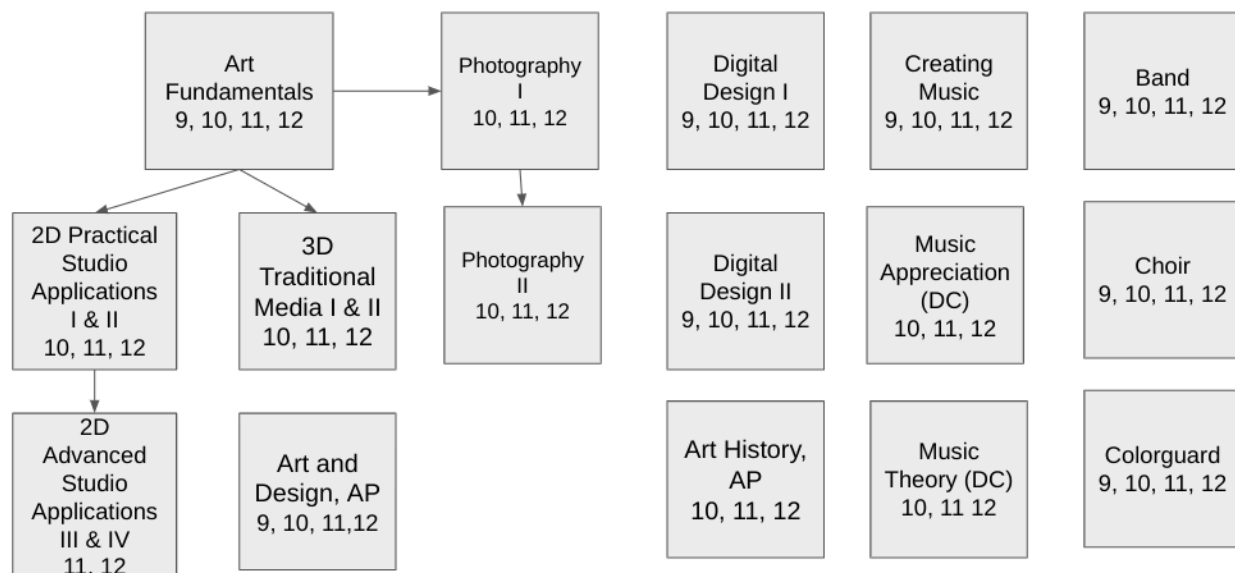 Art
Fundamentals
9, 10, 11, 12
Photography
I
10, 11, 12
Digital
Design I
9, 10, 11, 12
Creating
Music
9, 10, 11, 12
Band
9, 10, 11, 12
2D Practical
Studio
Applications
I & II
10, 11, 12
3D
Traditional
Media I & II
10, 11, 12
Photography
II
10, 11, 12
Digital
Design II
9, 10, 11, 12
Music
Appreciation
(DC)
10, 11, 12
Choir
9, 10, 11, 12
2D
Advanced
Studio
Applications
III & IV
11, 12
Art and
Design, AP
9, 10, 11,12
Art History,
AP
10, 11, 12
Music
Theory (DC)
10, 11 12
Colorguard
9, 10, 11, 12